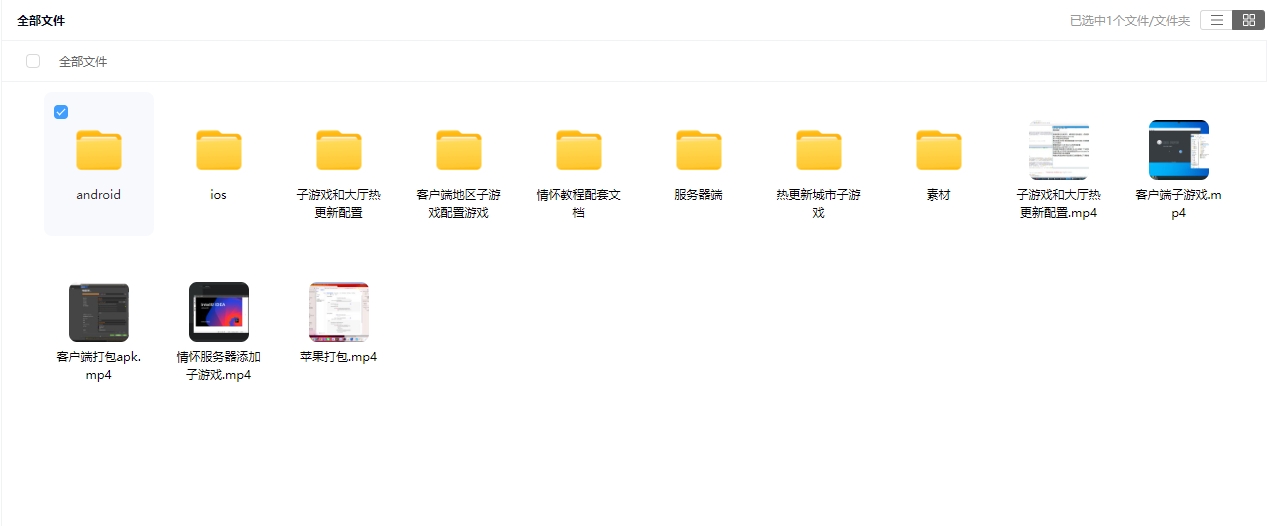 全部文件
已选中1个文件/文件夹
全部文件
android
ios
子游戏和大厅热
更新配置
客户端地区子游
戏配置游戏
情怀教程配套文
档
服务器端
热更新城市子游
戏
素材
子游戏和大厅热
更新配置.mp4
客户端子游戏.m
p4
客户端打包apk.
mp4
情怀服务器添加
子游戏.mp4
苹果打包.mp4